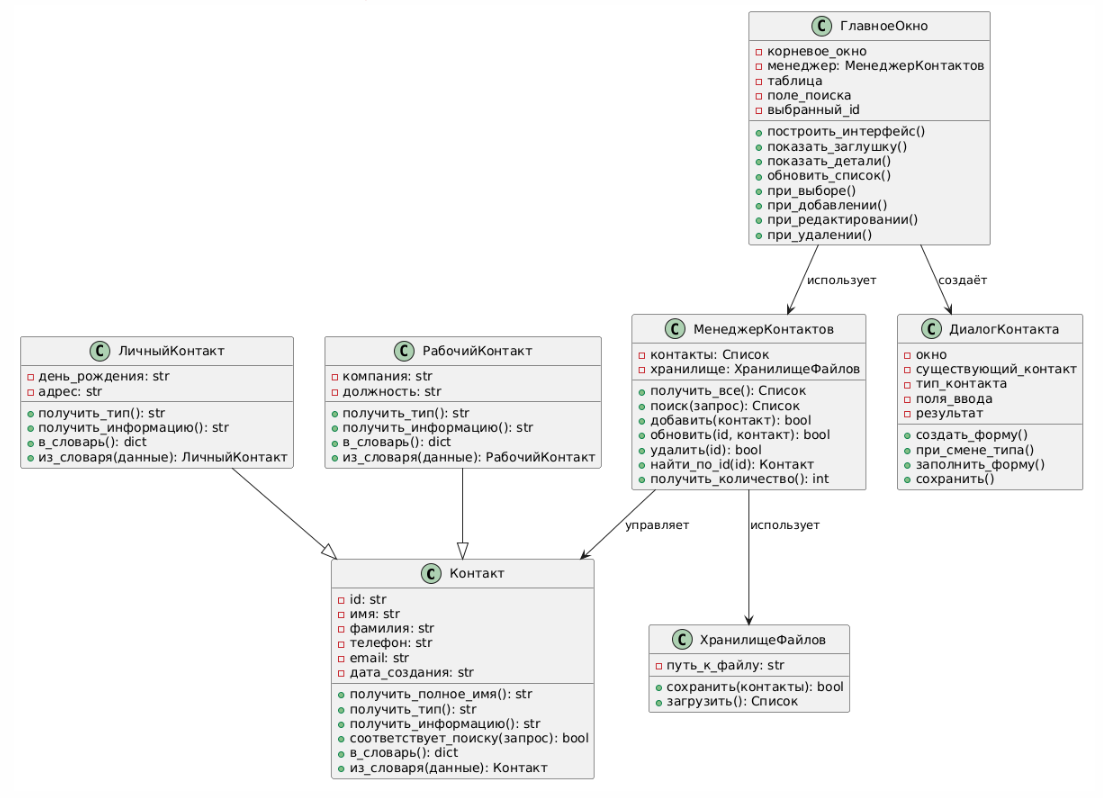 C ГлавноеОкно
корневое_окно
менеджер: МенеджерКонтактов
таблица
поле_поиска
выбранный_id
построить_интерфейс()
показать_заглушку()
показать_детали()
обновить_список()
при_выборе()
при_добавлении()
при_редактировании()
при_удалении()
использует
создаёт
C ЛичныйКонтакт
день_рождения: str
адрес: str
получить_тип(): str
получить_информацию(): str
в_словарь(): dict
из_словаря(данные): ЛичныйКонтакт
C РабочийКонтакт
компания: str
должность: str
получить_тип(): str
получить_информацию(): str
в_словарь(): dict
из_словаря(данные): РабочийКонтакт
C МенеджерКонтактов
контакты: Список
хранилище: ХранилищеФайлов
получить_все(): Список
поиск(запрос): Список
добавить(контакт): bool
обновить(id, контакт): bool
удалить(id): bool
найти_по_id(id): Контакт
получить_количество(): int
C ДиалогКонтакта
окно
существующий_контакт
тип_контакта
поля_ввода
результат
создать_форму()
при_смене_типа()
заполнить_форму()
сохранить()
управляет
использует
C Контакт
id: str
имя: str
фамилия: str
телефон: str
email: str
дата_создания: str
получить_полное_имя(): str
получить_тип(): str
получить_информацию(): str
соответствует_поиску(запрос): bool
в_словарь(): dict
из_словаря(данные): Контакт
C ХранилищеФайлов
путь_к_файлу: str
сохранить(контакты): bool
загрузить(): Список